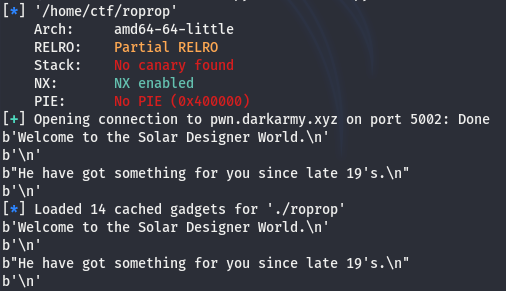 [*] '/home/ctf/roprop'
    Arch:     amd64-64-little
    RELRO:    Partial RELRO
    Stack:    No canary found
    NX:       NX enabled
    PIE:      No PIE (0x400000)
[+] Opening connection to pwn.darkarmy.xyz on port 5002: Done
b'Welcome to the Solar Designer World.\n'
b'\n'
b"He have got something for you since late 19's.\n"
b'\n'
[*] Loaded 14 cached gadgets for './roprop'
b'Welcome to the Solar Designer World.\n'
b'\n'
b"He have got something for you since late 19's.\n"
b'\n'